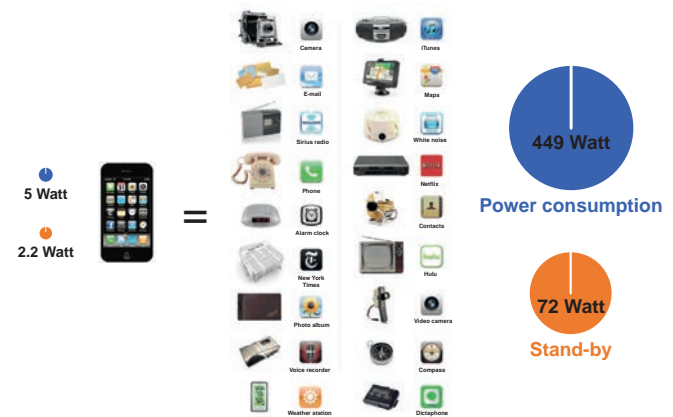 5 Watt
2.2 Watt
=
Camera
iTunes
E-mail
Maps
Sirius radio
White noise
Phone
Netflix
Alarm clock
Contacts
New York
Times
Hulu
hulu
Photo album
Video camera
Voice recorder
Compass
Weather station
Dictaphone
449 Watt
Power consumption
72 Watt
Stand-by